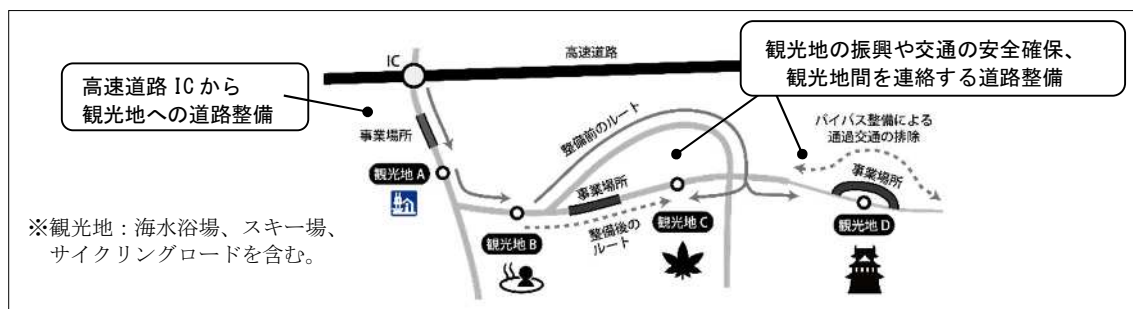 高速道路 IC から
観光地への道路整備
IC
高速道路
観光地の振興や交通の安全確保、
観光地間を連絡する道路整備
事業場所
観光地 A
整備前のルート
バイパス整備による
通過交通の排除
事業場所
事業場所
観光地 B
整備後の
ルート
観光地 C
観光地 D
※観光地：海水浴場、スキー場、
サイクリングロードを含む。